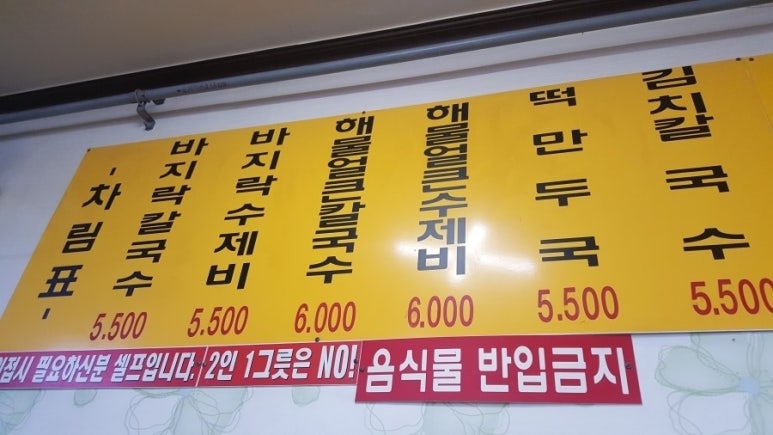 -차림표-
바지락칼국수
5.500
바지락수제비
5.500
해물얼큰칼국수
6.000
해물얼큰수제비
6.000
떡만두국
5.500
김치칼국수
5.500
필요하신분 셀프입니다.
2인 1그릇은 NO!
음식물 반입금지